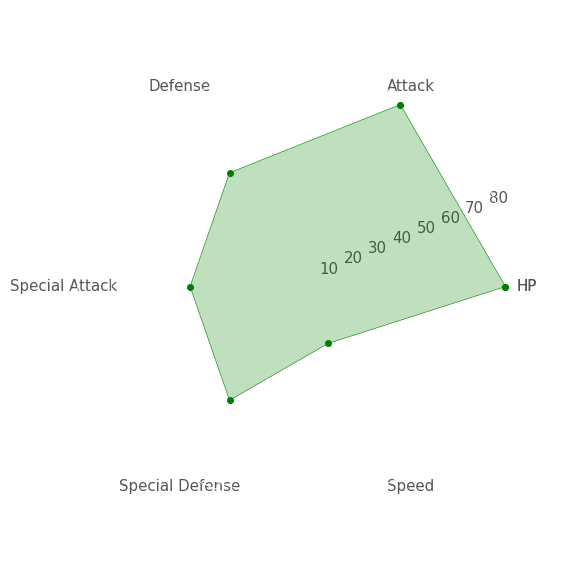 Defense
Attack
80
70
60
50
40
30
20
10
Special Attack
HP
Special Defense
Speed